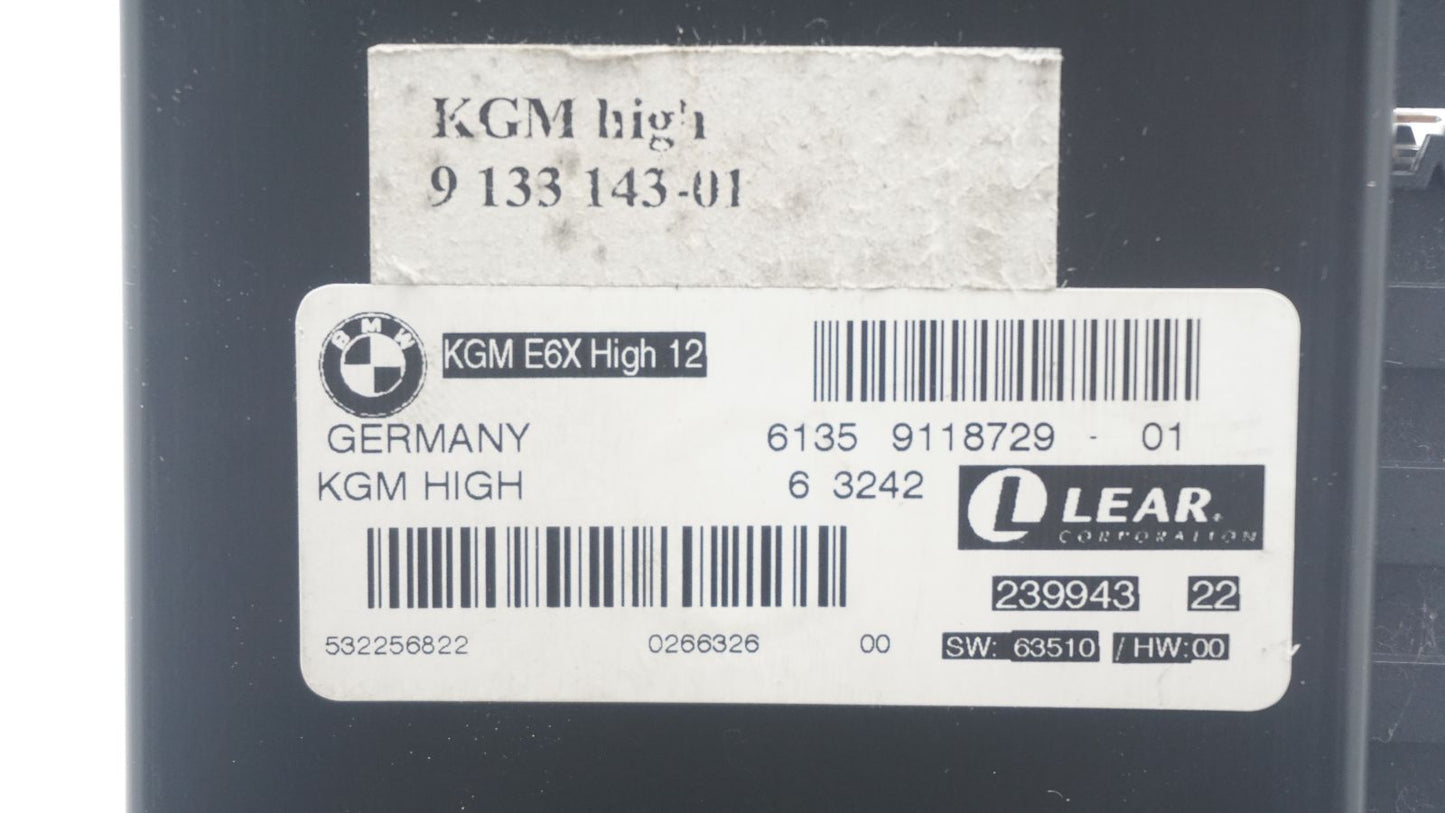 KGM high
9 133 143-01
BMW
KGM E6X High 12
GERMANY
6135 9118729 - 01
KGM HIGH
6 3242
LEAR
CORPORATION
239943 22
532256822 0266326 00
SW: 63510 / HW:00